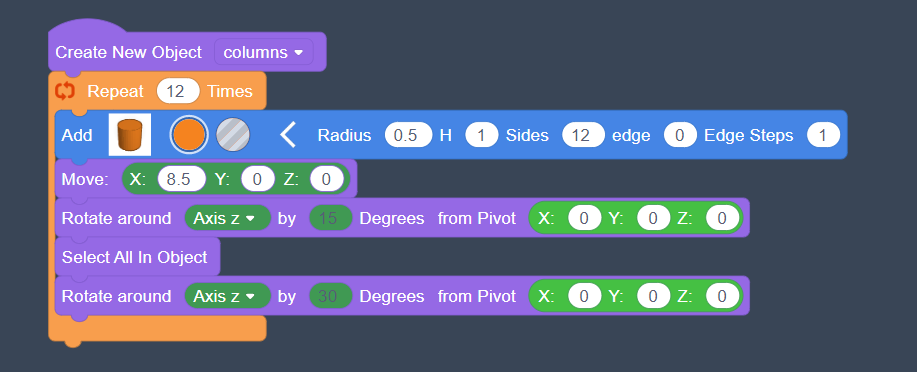 Create New Object columns
Repeat 12 Times
Add Radius 0.5 H 1 Sides 12 edge 0 Edge Steps 1
Move: X: 8.5 Y: 0 Z: 0
Rotate around Axis z by 15 Degrees from Pivot X: 0 Y: 0 Z: 0
Select All In Object
Rotate around Axis z by 30 Degrees from Pivot X: 0 Y: 0 Z: 0